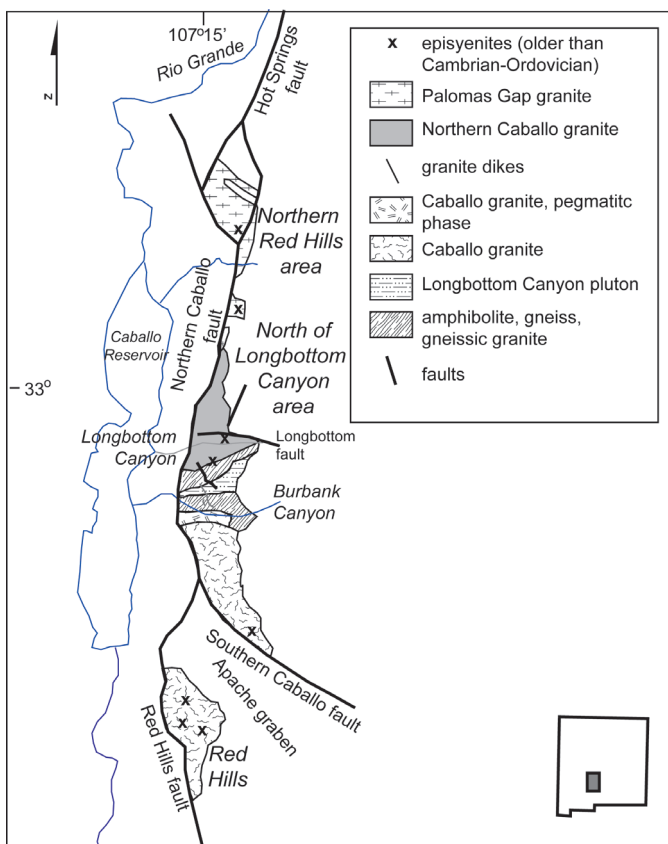 107º15'
Rio Grande
Hot Springs
fault
z
Northern
Red Hills
area
Northern Caballo
fault
North of
Longbottom
Canyon
area
Caballo
Reservoir
33º
Longbottom
Canyon
Longbottom
fault
Burbank
Canyon
Southern Caballo fault
Apache graben
Red Hills fault
Red
Hills
x episyenites (older than
Cambrian-Ordovician)
Palomas Gap granite
Northern Caballo granite
granite dikes
Caballo granite, pegmatitc
phase
Caballo granite
Longbottom Canyon pluton
amphibolite, gneiss,
gneissic granite
faults
x
x
x
x
x
x
x
x